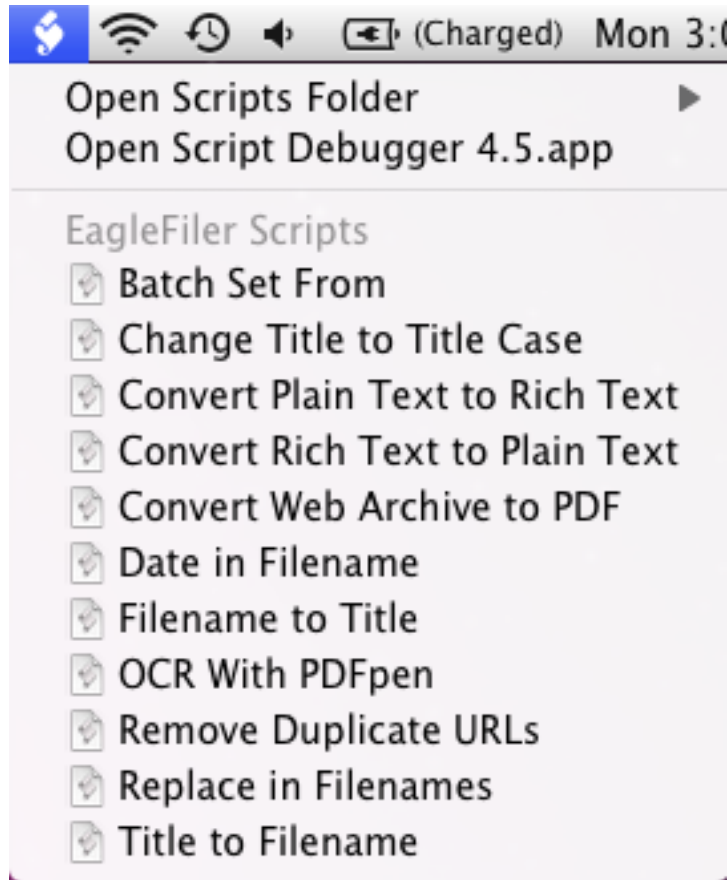 (Charged) Mon 3:0
Open Scripts Folder
Open Script Debugger 4.5.app
EagleFiler Scripts
Batch Set From
Change Title to Title Case
Convert Plain Text to Rich Text
Convert Rich Text to Plain Text
Convert Web Archive to PDF
Date in Filename
Filename to Title
OCR With PDFpen
Remove Duplicate URLs
Replace in Filenames
Title to Filename